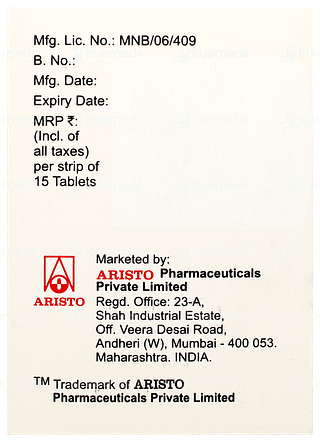 Mfg. Lic. No.: MNB/06/409
B. No.:
Mfg. Date:
Expiry Date:
MRP ₹:
(Incl. of
all taxes)
per strip of
15 Tablets
ARISTO
Marketed by:
ARISTO Pharmaceuticals
Private Limited
Regd. Office: 23-A,
Shah Industrial Estate,
Off. Veera Desai Road,
Andheri (W), Mumbai - 400 053.
Maharashtra. INDIA.
TM Trademark of ARISTO
Pharmaceuticals Private Limited